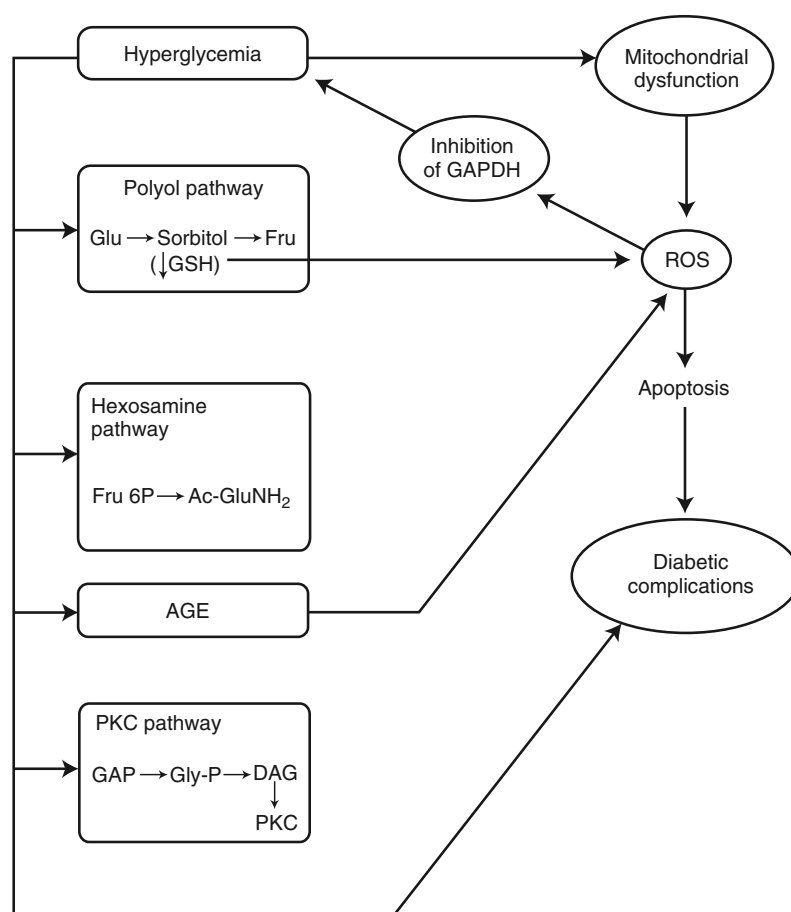 Hyperglycemia
Mitochondrial
dysfunction
Inhibition
of GAPDH
Polyol pathway
Glu → Sorbitol → Fru
(↓GSH)
ROS
Apoptosis
Hexosamine
pathway
Fru 6P → Ac-GluNH₂
Diabetic
complications
AGE
PKC pathway
GAP → Gly-P → DAG
↓
PKC